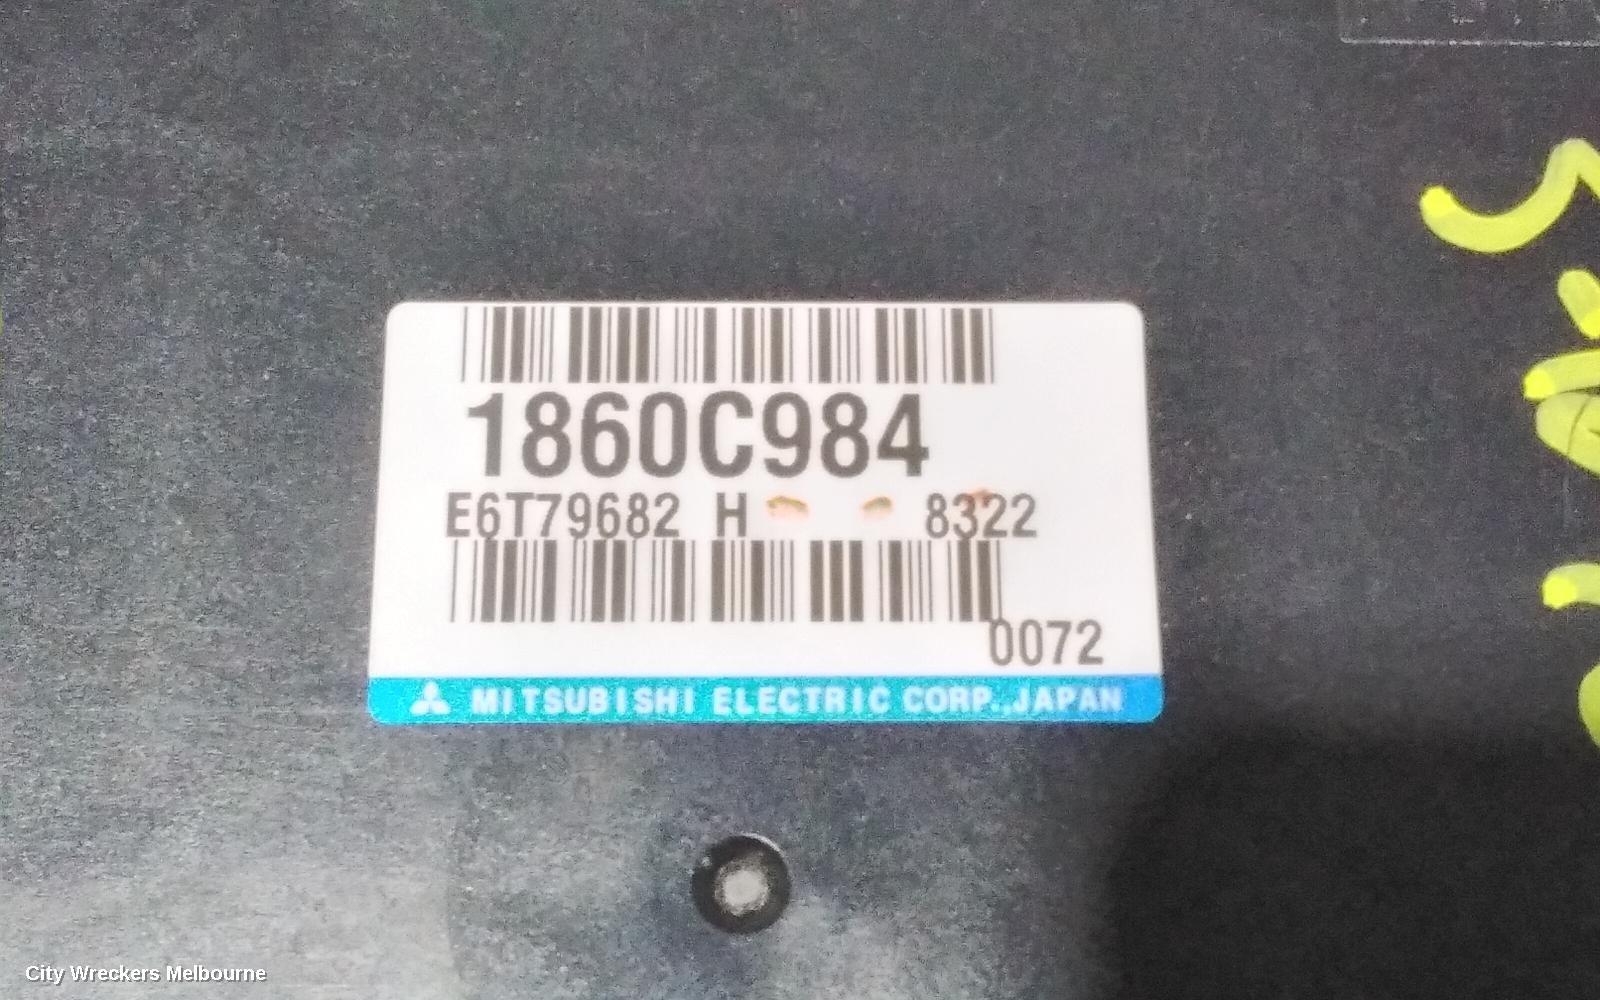 1860C984
E6T79682 H 8322
0072
MITSUBISHI ELECTRIC CORP.,JAPAN
City Wreckers Melbourne